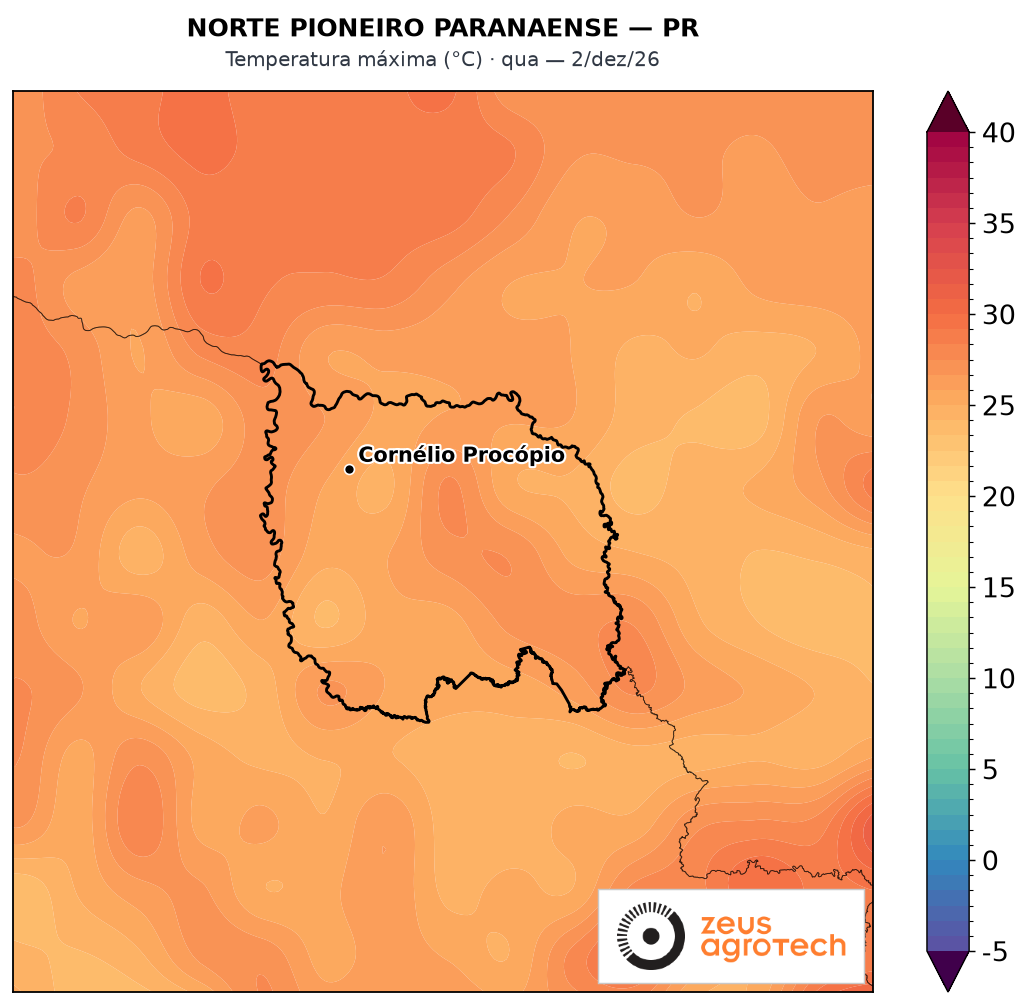 NORTE PIONEIRO PARANAENSE — PR
Temperatura máxima (°C) · qua — 2/dez/26
Cornélio Procópio
40
35
30
25
20
15
10
5
0
-5
zeus
agrotech